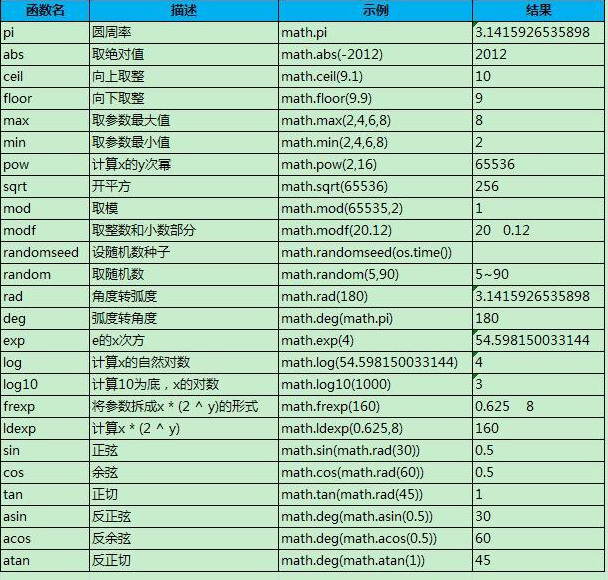 函数名 描述 示例 结果
pi 圆周率 math.pi 3.1415926535898
abs 取绝对值 math.abs(-2012) 2012
ceil 向上取整 math.ceil(9.1) 10
floor 向下取整 math.floor(9.9) 9
max 取参数最大值 math.max(2,4,6,8) 8
min 取参数最小值 math.min(2,4,6,8) 2
pow 计算x的y次幂 math.pow(2,16) 65536
sqrt 开平方 math.sqrt(65536) 256
mod 取模 math.mod(65535,2) 1
modf 取整数和小数部分 math.modf(20.12) 20 0.12
randomseed 设随机数种子 math.randomseed(os.time())
random 取随机数 math.random(5,90) 5~90
rad 角度转弧度 math.rad(180) 3.1415926535898
deg 弧度转角度 math.deg(math.pi) 180
exp e的x次方 math.exp(4) 54.598150033144
log 计算x的自然对数 math.log(54.598150033144) 4
log10 计算10为底，x的对数 math.log10(1000) 3
frexp 将参数拆成x * (2 ^ y)的形式 math.frexp(160) 0.625 8
ldexp 计算x * (2 ^ y) math.ldexp(0.625,8) 160
sin 正弦 math.sin(math.rad(30)) 0.5
cos 余弦 math.cos(math.rad(60)) 0.5
tan 正切 math.tan(math.rad(45)) 1
asin 反正弦 math.deg(math.asin(0.5)) 30
acos 反余弦 math.deg(math.acos(0.5)) 60
atan 反正切 math.deg(math.atan(1)) 45